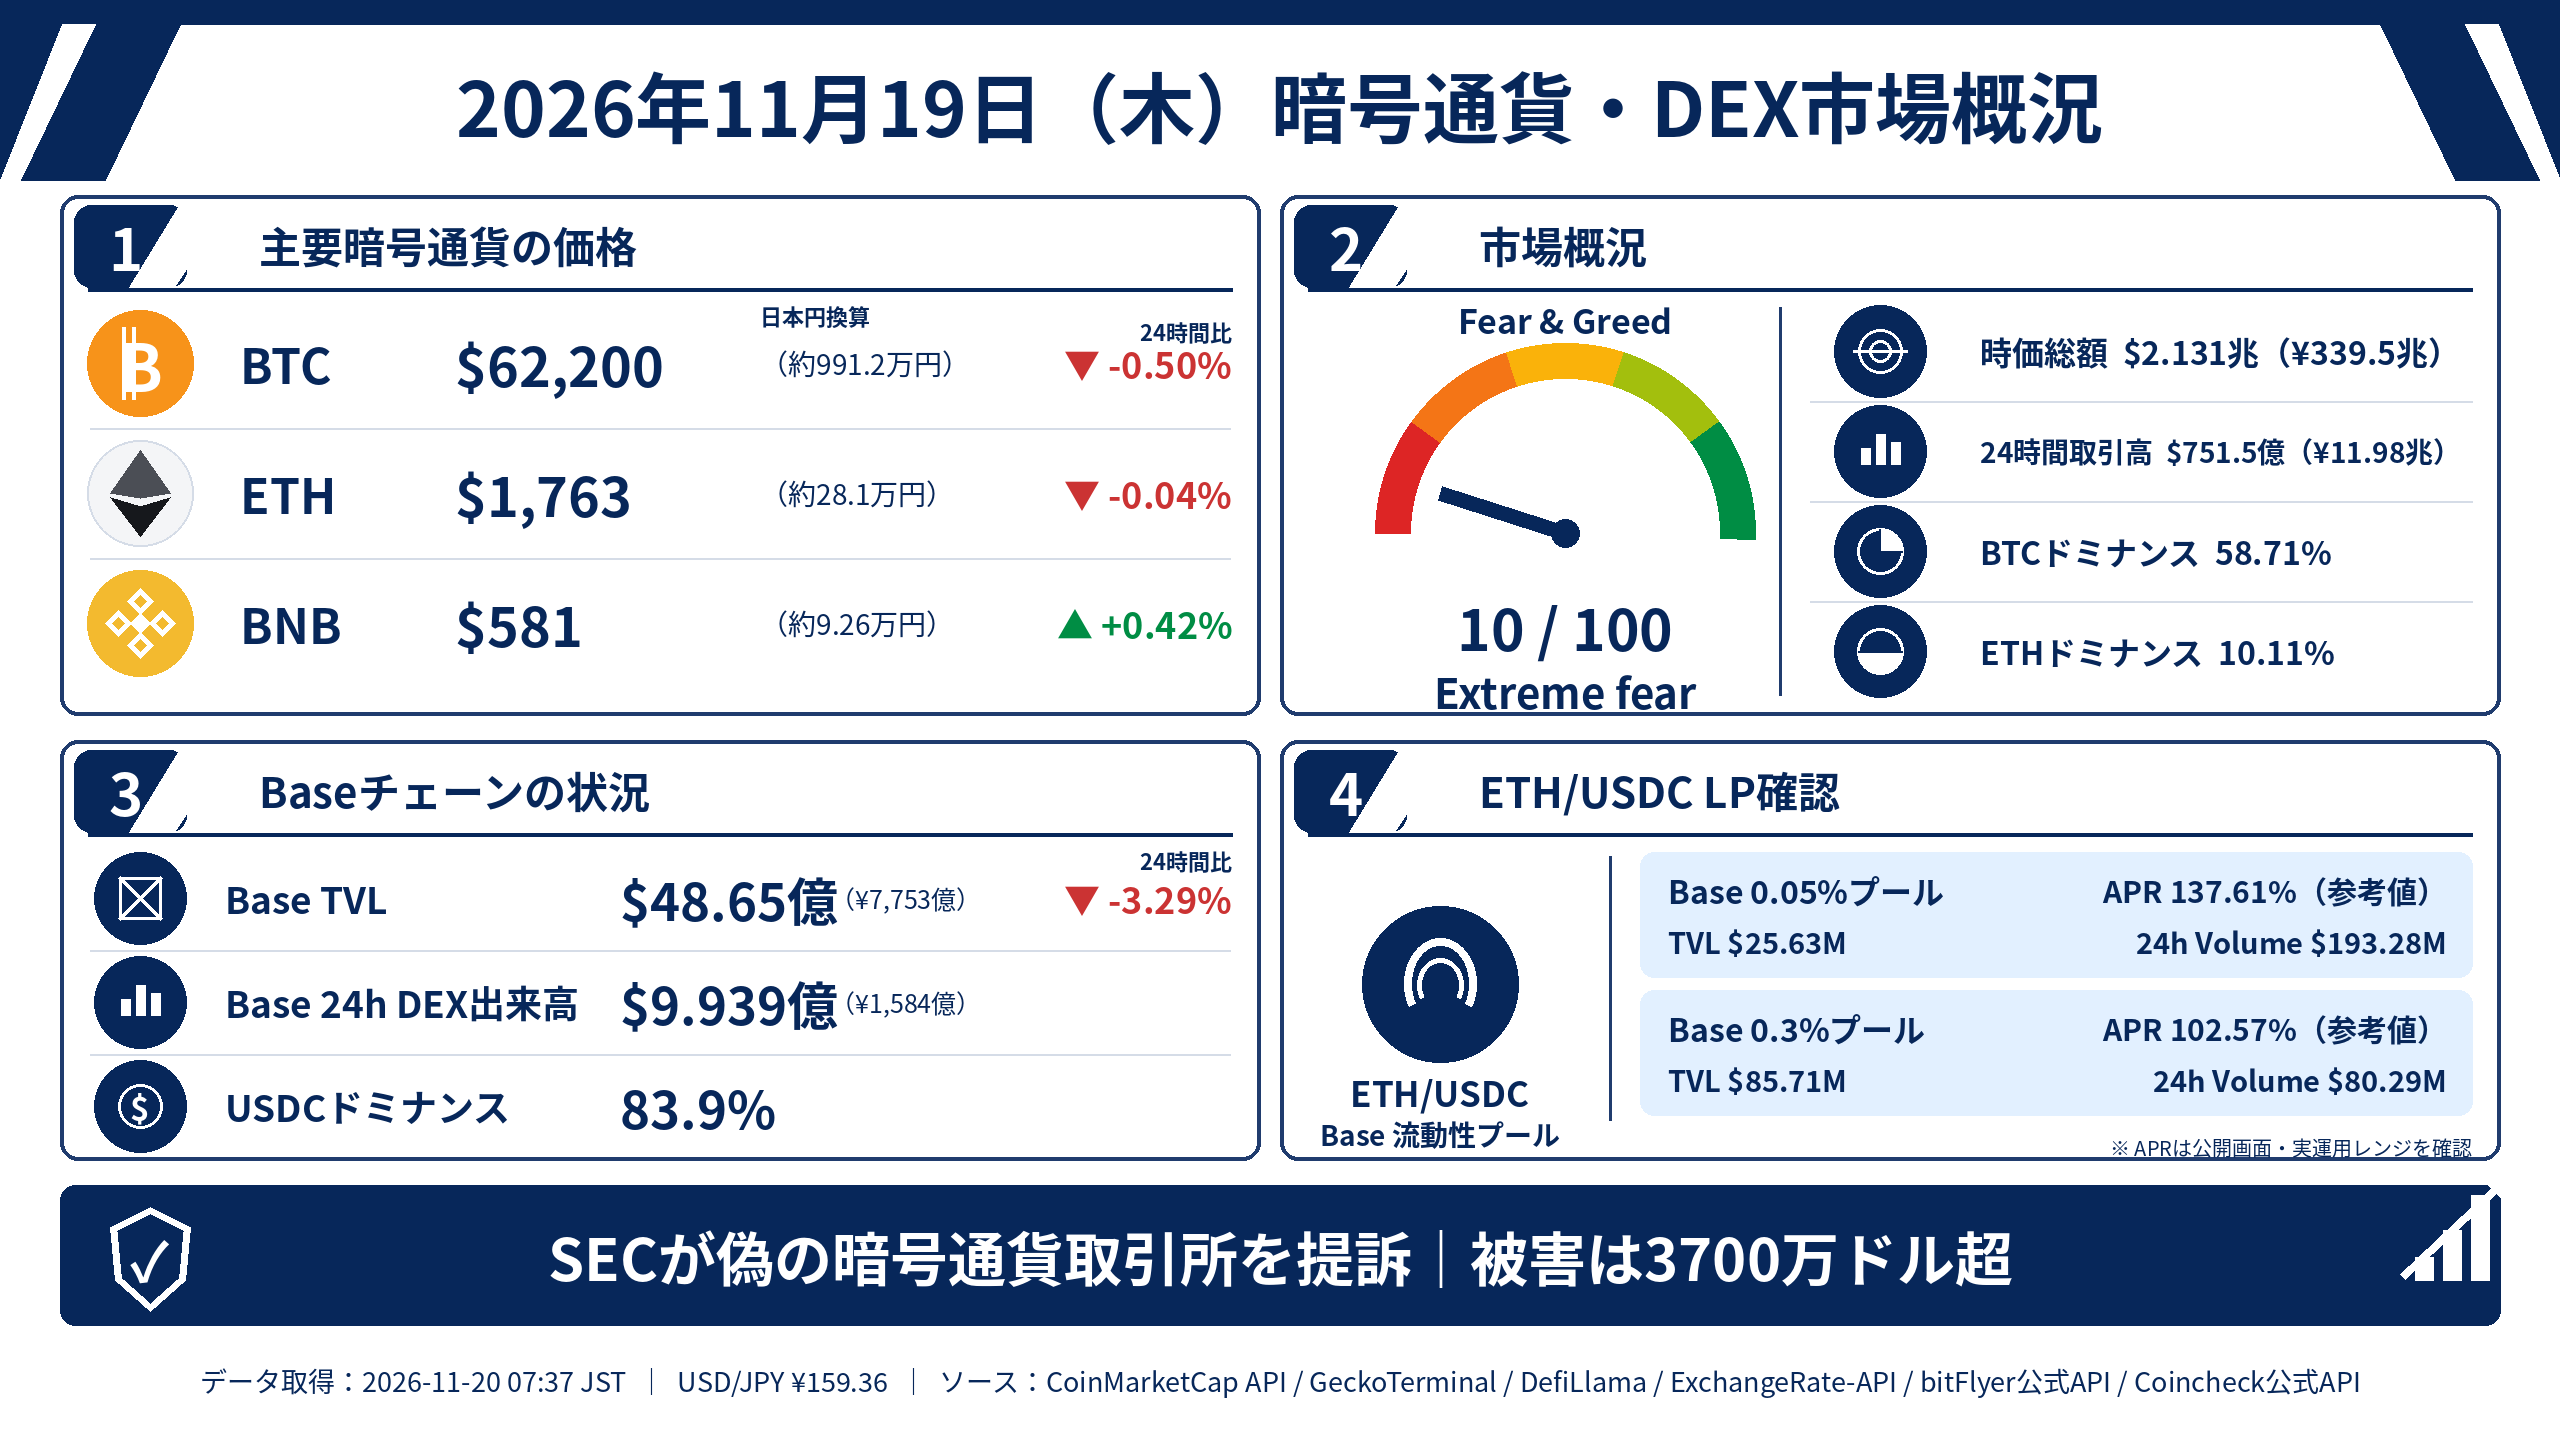 2026年11月19日（木）暗号通貨・DEX市場概況
1
主要暗号通貨の価格
日本円換算
24時間比
BTC $62,200 （約991.2万円） ▼ -0.50%
ETH $1,763 （約28.1万円） ▼ -0.04%
BNB $581 （約9.26万円） ▲ +0.42%
2
市場概況
Fear & Greed
10 / 100
Extreme fear
時価総額 $2.131兆（¥339.5兆）
24時間取引高 $751.5億（¥11.98兆）
BTCドミナンス 58.71%
ETHドミナンス 10.11%
3
Baseチェーンの状況
24時間比
Base TVL $48.65億（¥7,753億） ▼ -3.29%
Base 24h DEX出来高 $9.939億（¥1,584億）
$ USDCドミナンス 83.9%
4
ETH/USDC LP確認
ETH/USDC
Base 流動性プール
Base 0.05%プール APR 137.61%（参考値）
TVL $25.63M 24h Volume $193.28M
Base 0.3%プール APR 102.57%（参考値）
TVL $85.71M 24h Volume $80.29M
※ APRは公開画面・実運用レンジを確認
SECが偽の暗号通貨取引所を提訴｜被害は3700万ドル超
データ取得：2026-11-20 07:37 JST ｜ USD/JPY ¥159.36 ｜ ソース：CoinMarketCap API / GeckoTerminal / DefiLlama / ExchangeRate-API / bitFlyer公式API / Coincheck公式API